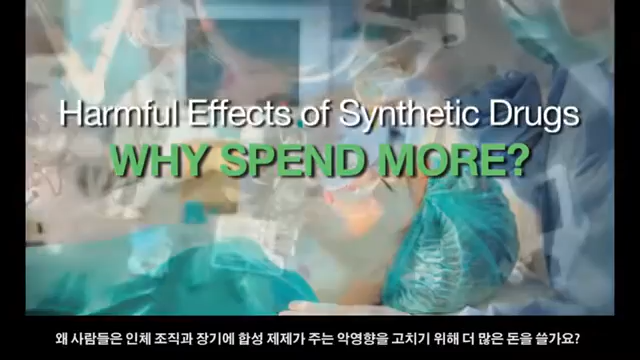 Harmful Effects of Synthetic Drugs
WHY SPEND MORE?
왜 사람들은 인체 조직과 장기에 합성 제제가 주는 악영향을 고치기 위해 더 많은 돈을 쓸가요?